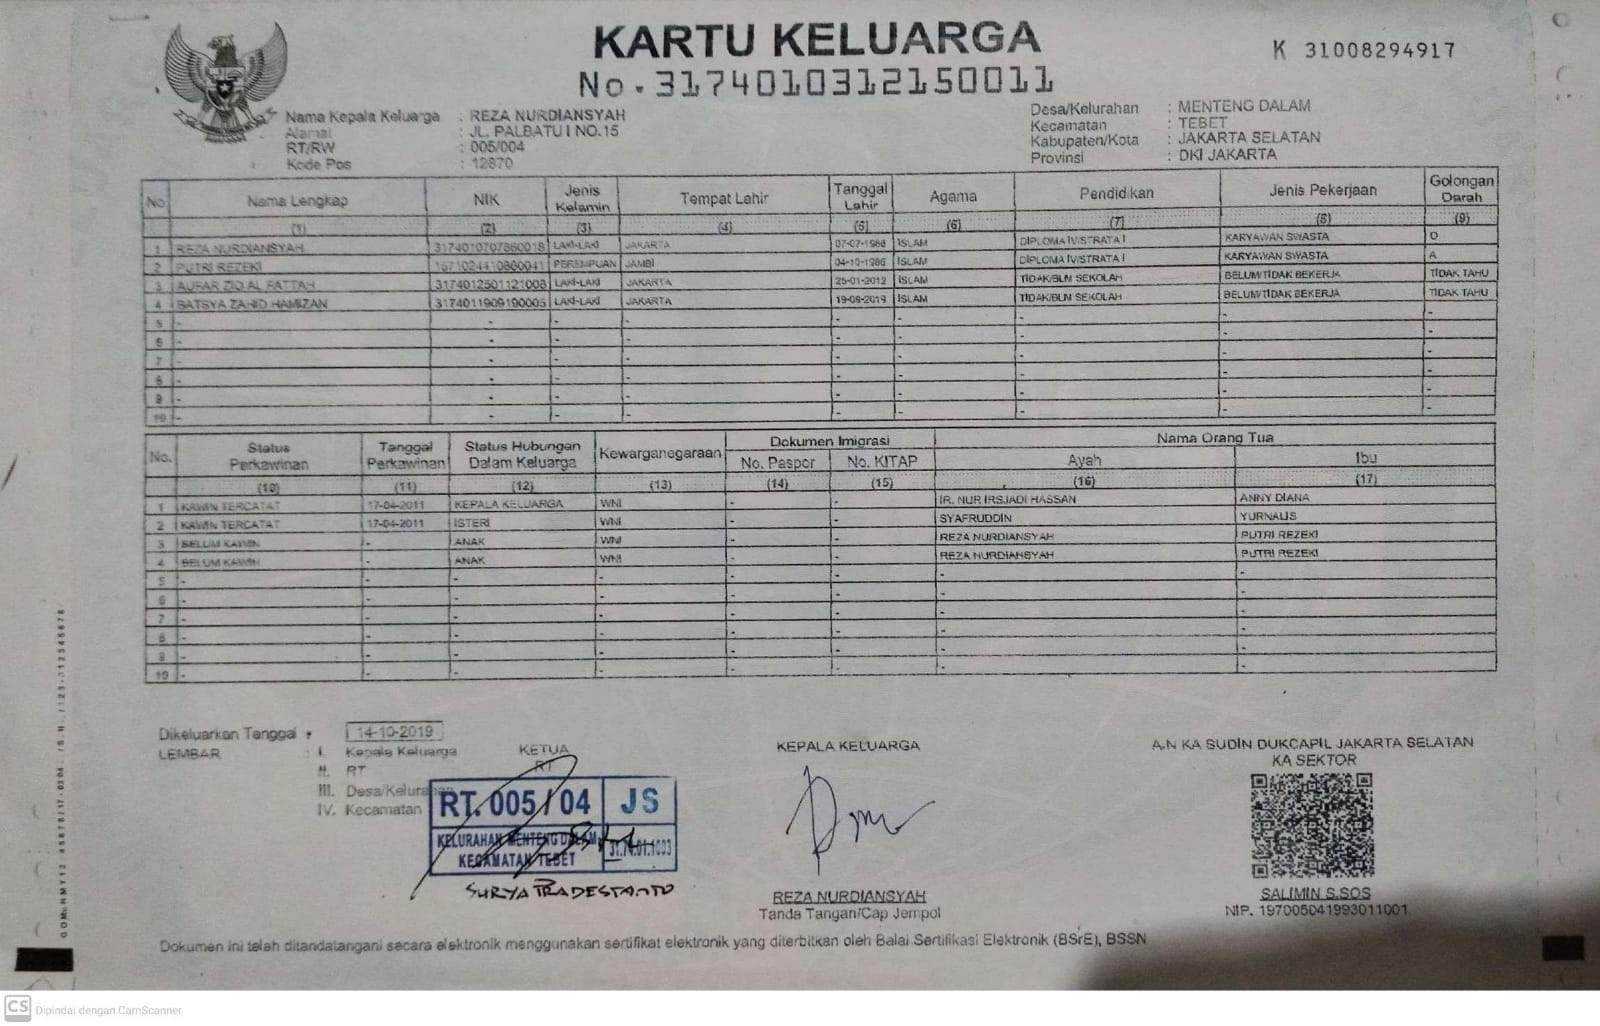 KARTU KELUARGA
No. 3174010312150011
K 31008294917
Nama Kepala Keluarga : REZA NURDIANSYAH
Alamat : JL. PALBATU I NO.15
RT/RW : 005/004
Kode Pos : 12870
Desa/Kelurahan : MENTENG DALAM
Kecamatan : TEBET
Kabupaten/Kota : JAKARTA SELATAN
Provinsi : DKI JAKARTA
No Nama Lengkap NIK Jenis Kelamin Tempat Lahir Tanggal Lahir Agama Pendidikan Jenis Pekerjaan Golongan Darah
(1) (2) (3) (4) (5) (6) (7) (8) (9)
1 REZA NURDIANSYAH 3174010707860018 LAKI-LAKI JAKARTA 07-07-1986 ISLAM DIPLOMA IV/STRATA I KARYAWAN SWASTA O
2 PUTRI REZEKI 1571024410860041 PEREMPUAN JAMBI 04-10-1986 ISLAM DIPLOMA IV/STRATA I KARYAWAN SWASTA A
3 AUFAR ZIO AL FATTAH 3174012501121008 LAKI-LAKI JAKARTA 25-01-2012 ISLAM TIDAK/BLM SEKOLAH BELUM/TIDAK BEKERJA TIDAK TAHU
4 SATSYA ZAHID HAMIZAN 3174011909190005 LAKI-LAKI JAKARTA 19-09-2019 ISLAM TIDAK/BLM SEKOLAH BELUM/TIDAK BEKERJA TIDAK TAHU
5 - - - - - - - - -
6 - - - - - - - - -
7 - - - - - - - - -
8 - - - - - - - - -
9 - - - - - - - - -
10 - - - - - - - - -
No. Status Perkawinan Tanggal Perkawinan Status Hubungan Dalam Keluarga Kewarganegaraan Dokumen Imigrasi Nama Orang Tua
No. Paspor No. KITAP Ayah Ibu
(10) (11) (12) (13) (14) (15) (16) (17)
1 KAWIN TERCATAT 17-04-2011 KEPALA KELUARGA WNI - - IR. NUR IRSJADI HASSAN ANNY DIANA
2 KAWIN TERCATAT 17-04-2011 ISTERI WNI - - SYAFRUDDIN YURNALIS
3 BELUM KAWIN - ANAK WNI - - REZA NURDIANSYAH PUTRI REZEKI
4 BELUM KAWIN - ANAK WNI - - REZA NURDIANSYAH PUTRI REZEKI
5 - - - - - - - -
6 - - - - - - - -
7 - - - - - - - -
8 - - - - - - - -
9 - - - - - - - -
10 - - - - - - - -
Dikeluarkan Tanggal : 14-10-2019
LEMBAR : I. Kepala Keluarga
II. RT
III. Desa/Kelurahan
IV. Kecamatan
KETUA
RT
RT. 005/04 JS
KELURAHAN MENTENG DALAM
KECAMATAN TEBET 31.74.01.1003
SURYA PRADESTANTO
KEPALA KELUARGA
REZA NURDIANSYAH
Tanda Tangan/Cap Jempol
A.N KA SUDIN DUKCAPIL JAKARTA SELATAN
KA SEKTOR
SALIMIN S.SOS
NIP. 197005041993011001
Dokumen ini telah ditandatangani secara elektronik menggunakan sertifikat elektronik yang diterbitkan oleh Balai Sertifikasi Elektronik (BSrE), BSSN
CS Dipindai dengan CamScanner